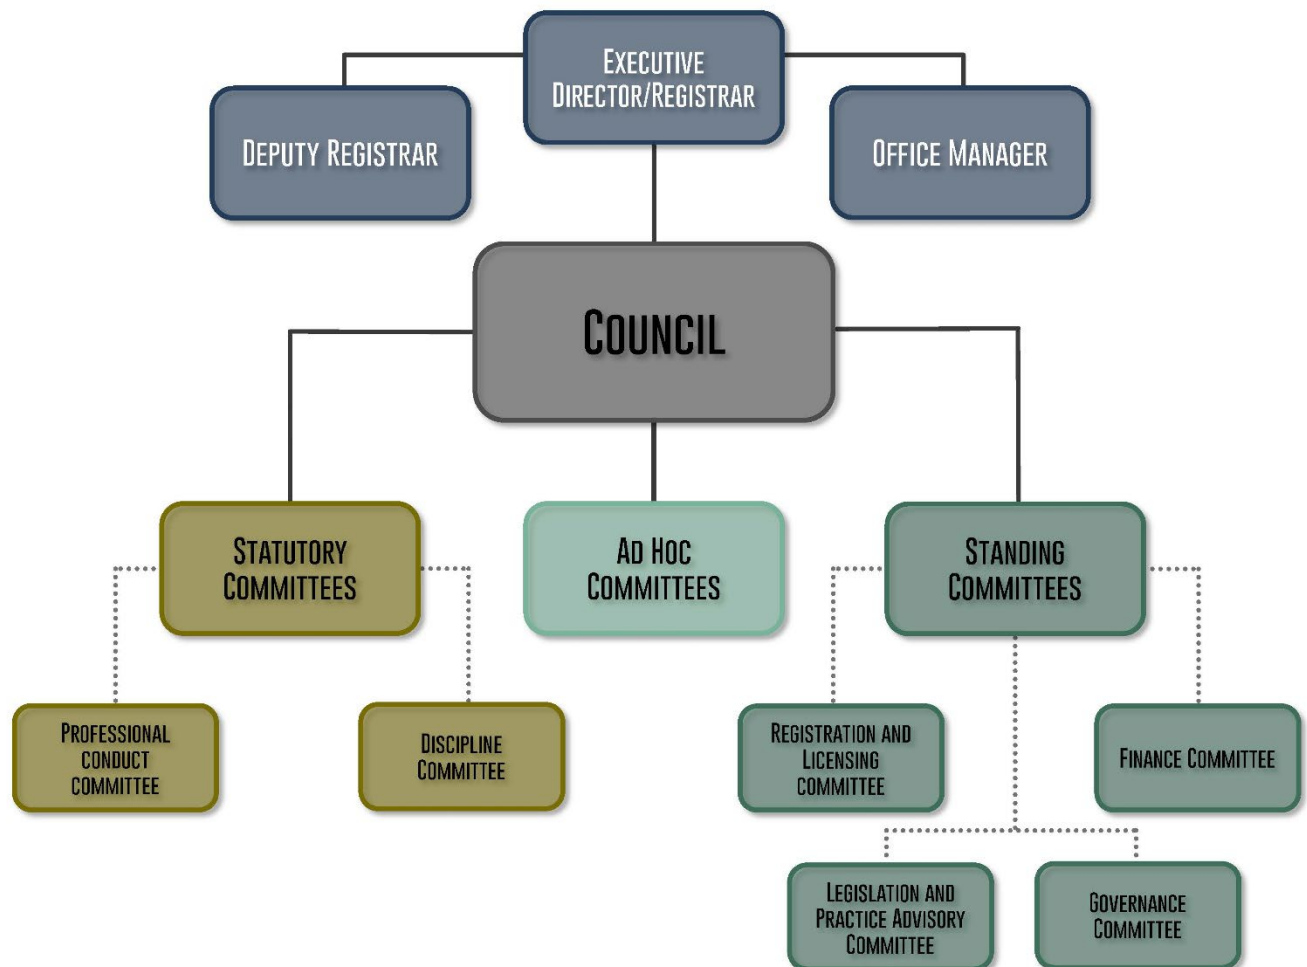 EXECUTIVE
DIRECTOR/REGISTRAR
DEPUTY REGISTRAR
OFFICE MANAGER
COUNCIL
STATUTORY
COMMITTEES
AD HOC
COMMITTEES
STANDING
COMMITTEES
PROFESSIONAL
CONDUCT
COMMITTEE
DISCIPLINE
COMMITTEE
REGISTRATION AND
LICENSING
COMMITTEE
FINANCE COMMITTEE
LEGISLATION AND
PRACTICE ADVISORY
COMMITTEE
GOVERNANCE
COMMITTEE